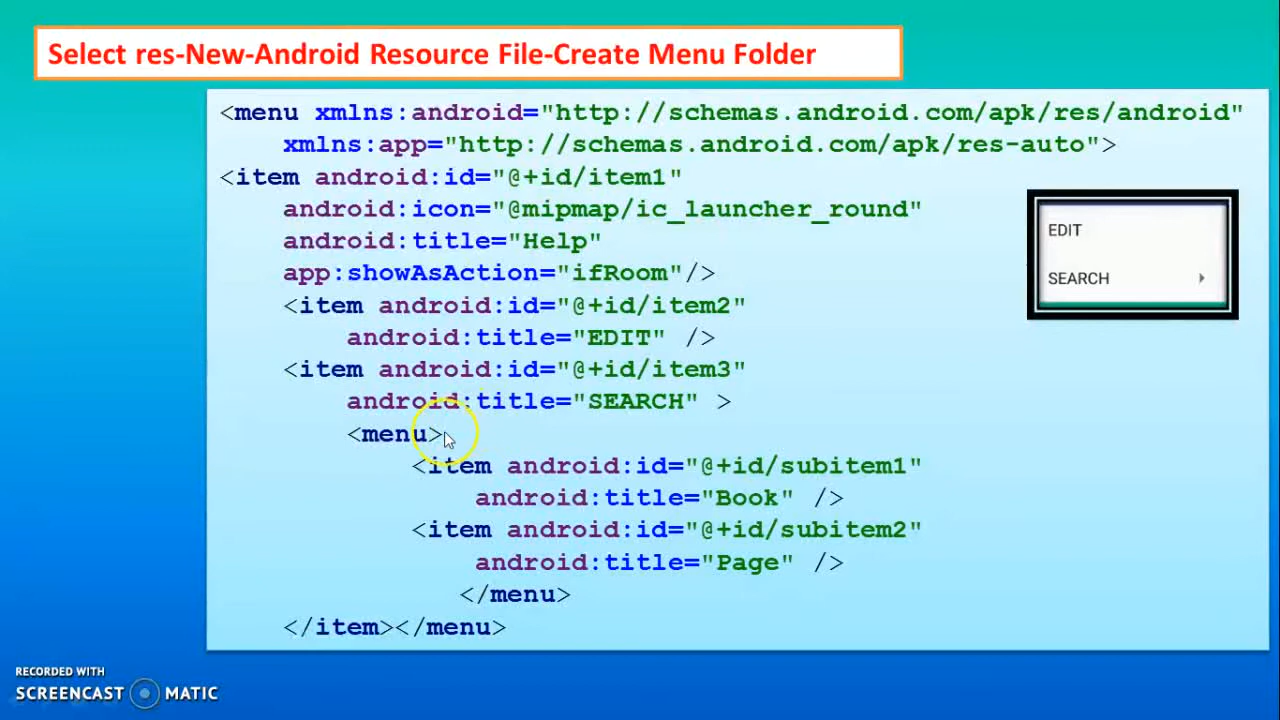 Select res-New-Android Resource File-Create Menu Folder
<menu xmlns:android="http://schemas.android.com/apk/res/android"
xmlns:app="http://schemas.android.com/apk/res-auto">
<item android:id="@+id/item1"
android:icon="@mipmap/ic_launcher_round"
android:title="Help"
app:showAsAction="ifRoom"/>
<item android:id="@+id/item2"
android:title="EDIT" />
<item android:id="@+id/item3"
android:title="SEARCH" >
<menu>
<item android:id="@+id/subitem1"
android:title="Book" />
<item android:id="@+id/subitem2"
android:title="Page" />
</menu>
</item></menu>
EDIT
SEARCH
RECORDED WITH
SCREENCAST MATIC